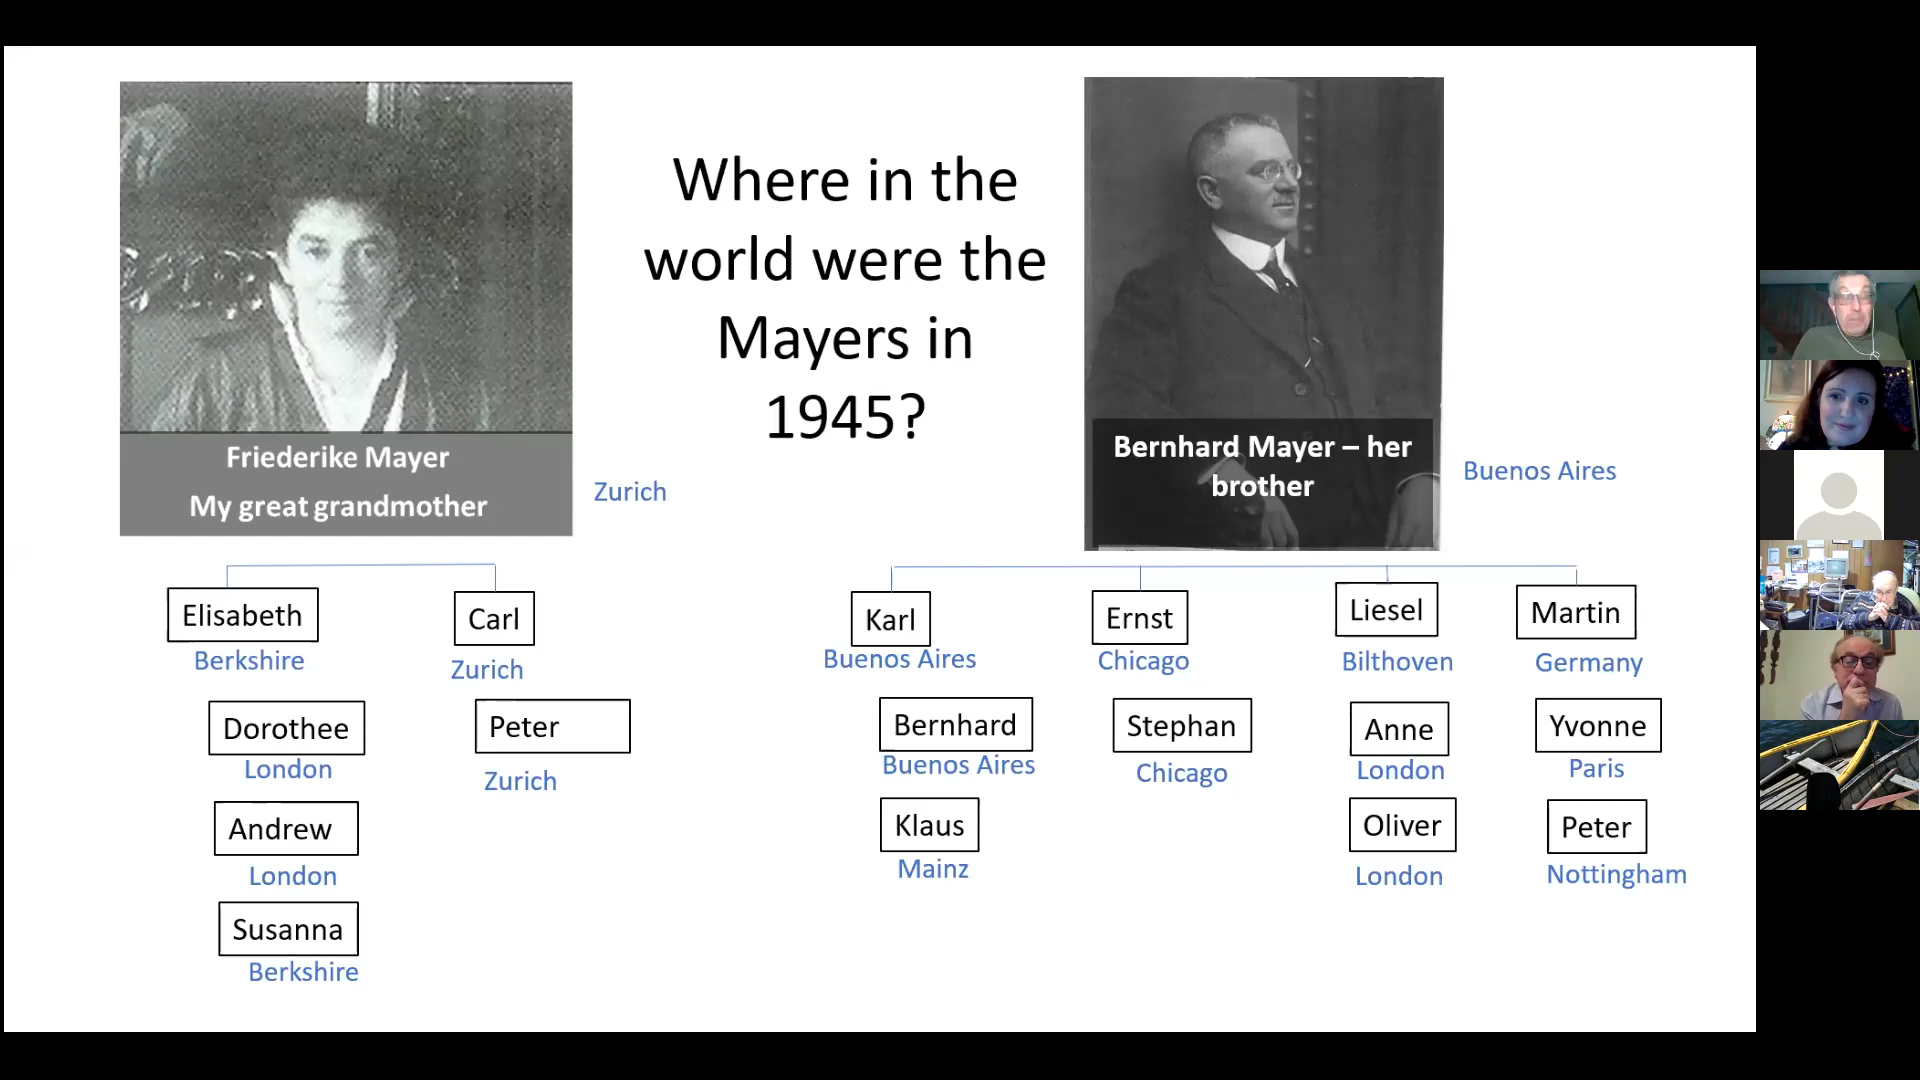 Where in the
world were the
Mayers in
1945?
Friederike Mayer
My great grandmother
Zurich
Bernhard Mayer – her
brother
Buenos Aires
Elisabeth
Berkshire
Dorothee
London
Andrew
London
Susanna
Berkshire
Carl
Zurich
Peter
Zurich
Karl
Buenos Aires
Bernhard
Buenos Aires
Klaus
Mainz
Ernst
Chicago
Stephan
Chicago
Liesel
Bilthoven
Anne
London
Oliver
London
Martin
Germany
Yvonne
Paris
Peter
Nottingham